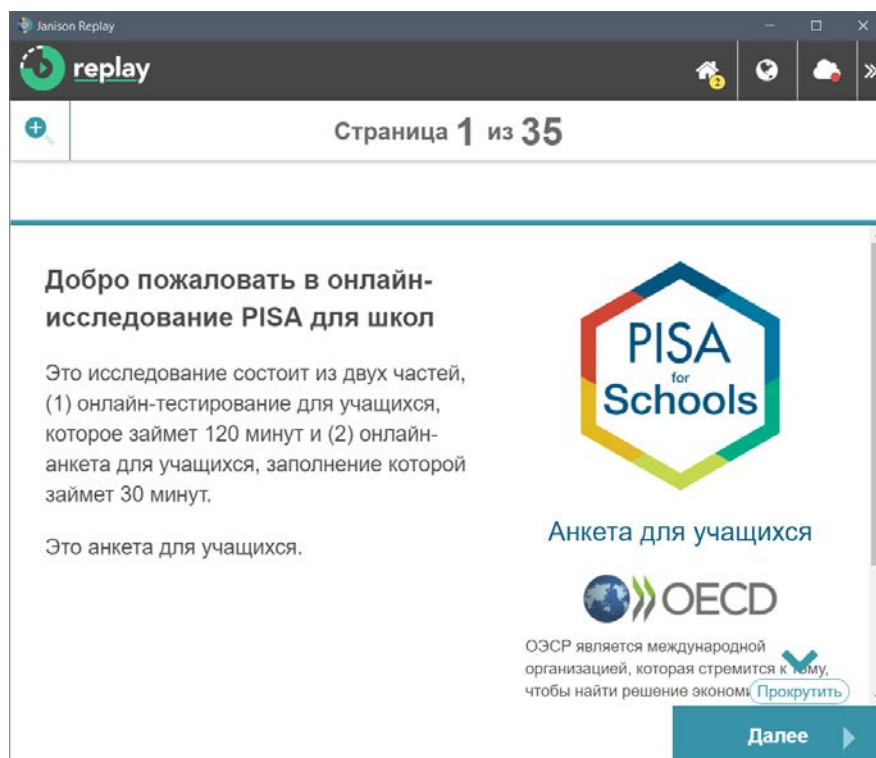 Janison Replay
replay
2
Страница 1 из 35
Добро пожаловать в онлайн-
исследование PISA для школ
Это исследование состоит из двух частей,
(1) онлайн-тестирование для учащихся,
которое займет 120 минут и (2) онлайн-
анкета для учащихся, заполнение которой
займет 30 минут.
Это анкета для учащихся.
PISA
for
Schools
Анкета для учащихся
OECD
ОЭСР является международной
организацией, которая стремится к тому,
чтобы найти решение
Прокрутить
Далее